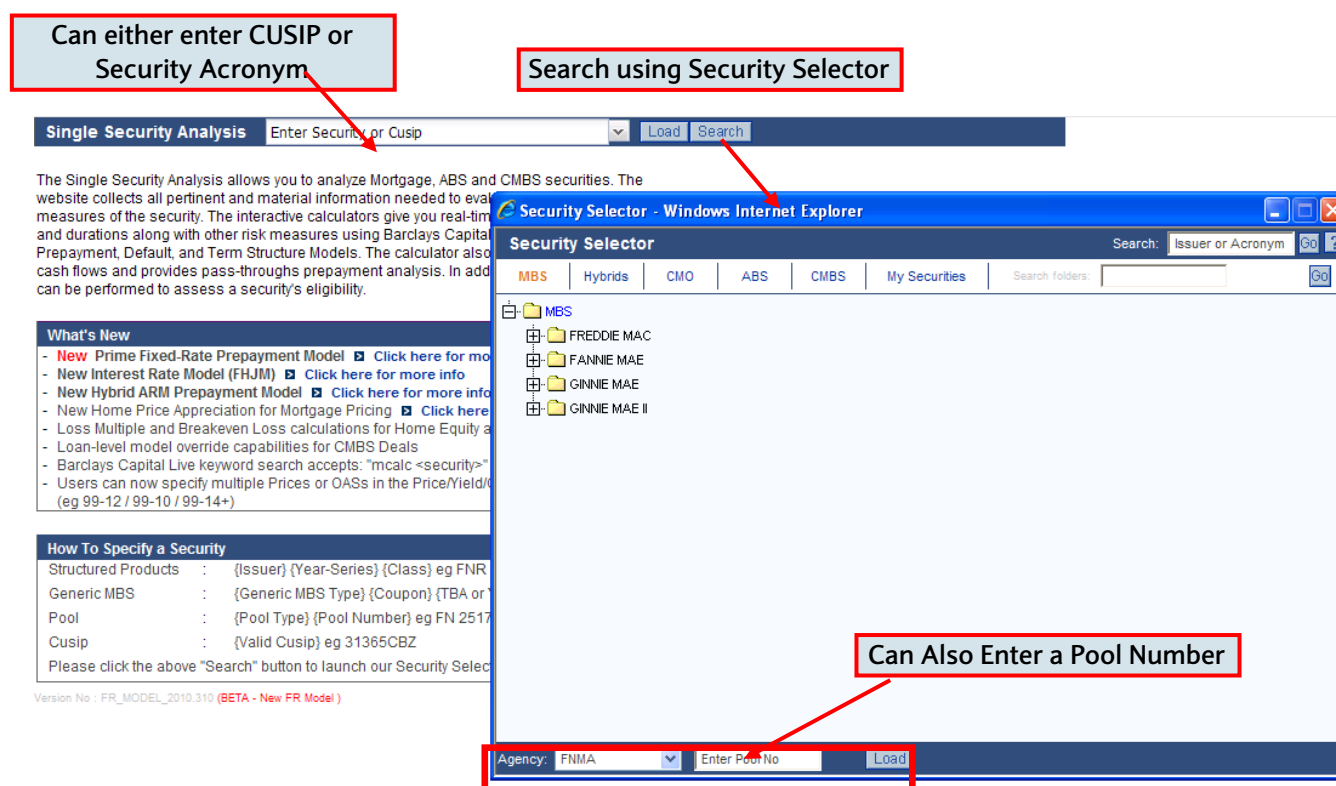 Can either enter CUSIP or
Security Acronym
Search using Security Selector
Single Security Analysis Enter Security or Cusip Load Search
The Single Security Analysis allows you to analyze Mortgage, ABS and CMBS securities. The
website collects all pertinent and material information needed to eval
measures of the security. The interactive calculators give you real-tim
and durations along with other risk measures using Barclays Capital
Prepayment, Default, and Term Structure Models. The calculator also
cash flows and provides pass-throughs prepayment analysis. In add
can be performed to assess a security's eligibility.
What's New
- New Prime Fixed-Rate Prepayment Model Click here for mo
- New Interest Rate Model (FHJM) Click here for more info
- New Hybrid ARM Prepayment Model Click here for more info
- New Home Price Appreciation for Mortgage Pricing Click here
- Loss Multiple and Breakeven Loss calculations for Home Equity a
- Loan-level model override capabilities for CMBS Deals
- Barclays Capital Live keyword search accepts: "mcalc <security>"
- Users can now specify multiple Prices or OASs in the Price/Yield/
(eg 99-12 / 99-10 / 99-14+)
How To Specify a Security
Structured Products : {Issuer} {Year-Series} {Class} eg FNR
Generic MBS : {Generic MBS Type} {Coupon} {TBA or
Pool : {Pool Type} {Pool Number} eg FN 2517
Cusip : {Valid Cusip} eg 31365CBZ
Please click the above "Search" button to launch our Security Selec
Version No : FR_MODEL_2010.310 (BETA - New FR Model )
Security Selector - Windows Internet Explorer
Security Selector Search: Issuer or Acronym Go ?
MBS Hybrids CMO ABS CMBS My Securities Search folders: Go
MBS
FREDDIE MAC
FANNIE MAE
GINNIE MAE
GINNIE MAE II
Can Also Enter a Pool Number
Agency: FNMA Enter Pool No Load